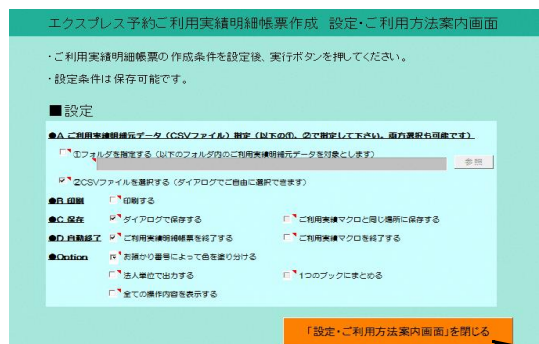 エクスプレス予約ご利用実績明細帳票作成 設定・ご利用方法案内画面
・ご利用実績明細帳票の作成条件を設定後、実行ボタンを押してください。
・設定条件は保存可能です。
■設定
●A ご利用実績明細元データ(CSVファイル)指定(以下の①、②で指定して下さい。両方選択も可能です)
①フォルダを指定する(以下のフォルダ内のご利用実績明細元データを対象とします)
参照
②CSVファイルを選択する(ダイアログでご自由に選択できます)
●B 印刷 印刷する
●C 保存 ダイアログで保存する ご利用実績マクロと同じ場所に保存する
●D 自動終了 ご利用実績明細帳票を終了する ご利用実績マクロを終了する
●Option お預かり番号によって色を塗り分ける
法人単位で出力する 1つのブックにまとめる
全ての操作内容を表示する
「設定・ご利用方法案内画面」を閉じる